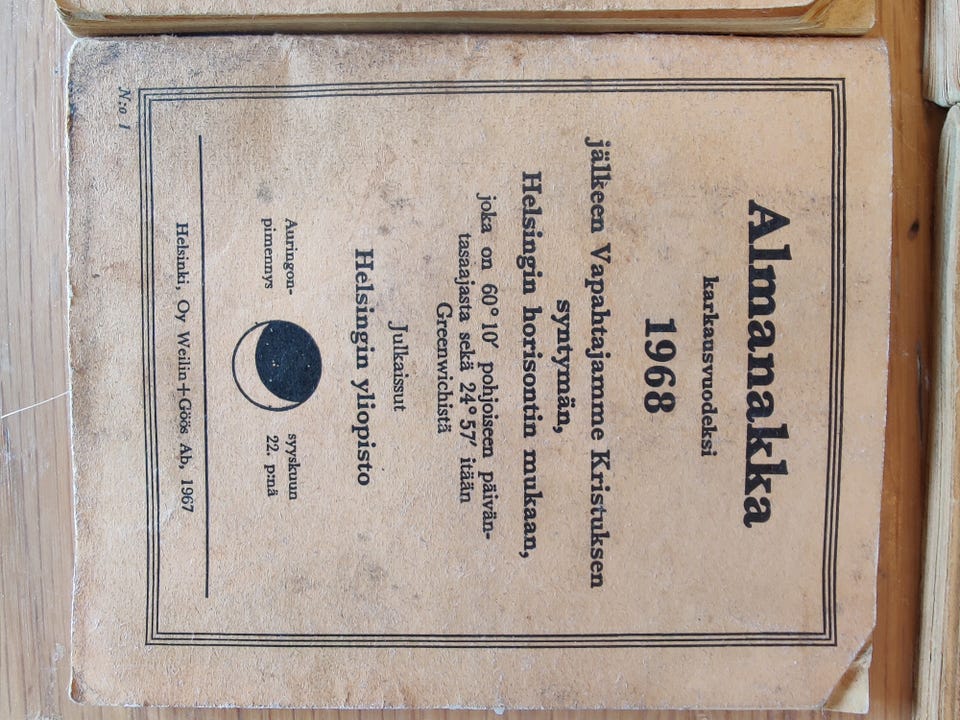 Almanakka
karkausvuodeksi
1968
jälkeen Vapahtajamme Kristuksen
syntymän,
Helsingin horisontin mukaan,
joka on 60° 10′ pohjoiseen päivän-
tasaajasta sekä 24° 57′ itään
Greenwichistä
Julkaissut
Helsingin yliopisto
Auringon-
pimennys
syyskuun
22. p:nä
Helsinki, Oy Weilin+Göös Ab, 1967
N:o 1